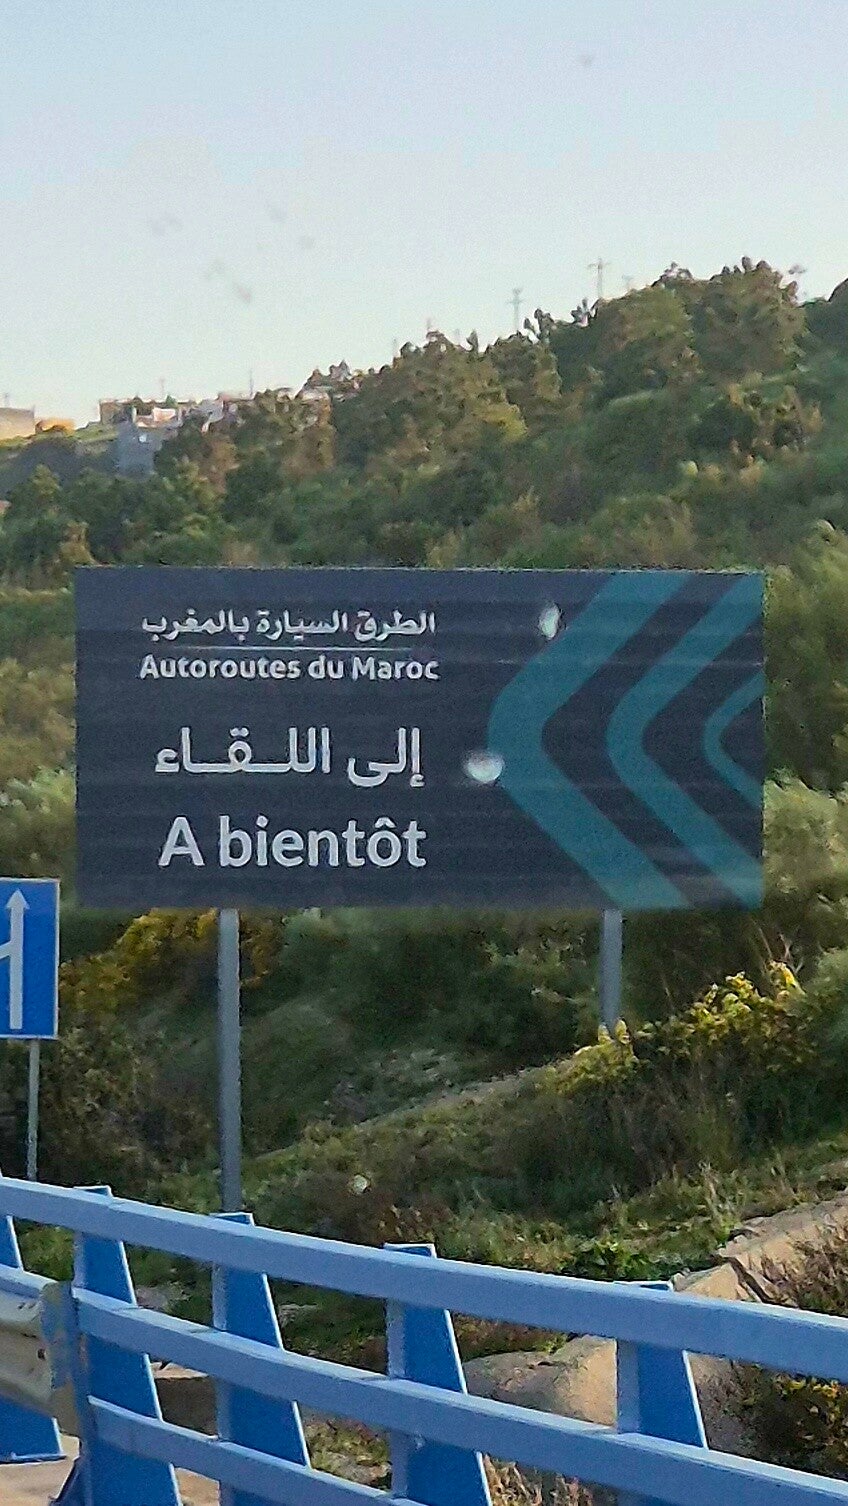 الطرق السيارة بالمغرب
Autoroutes du Maroc
إلى اللقاء
A bientôt